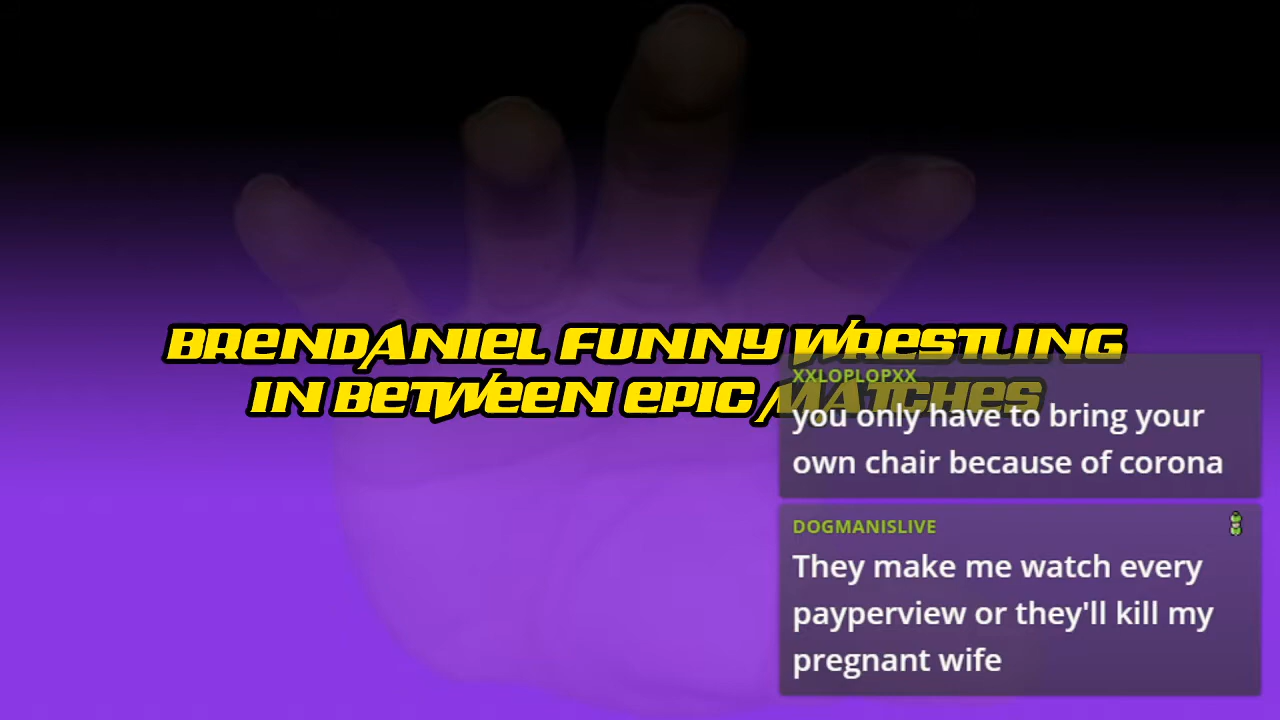 BRENDANIEL FUNNY WRESTLING
IN BETWEEN EPIC MATCHES
XXLOPLOPXX
you only have to bring your
own chair because of corona
DOGMANISLIVE
They make me watch every
payperview or they'll kill my
pregnant wife